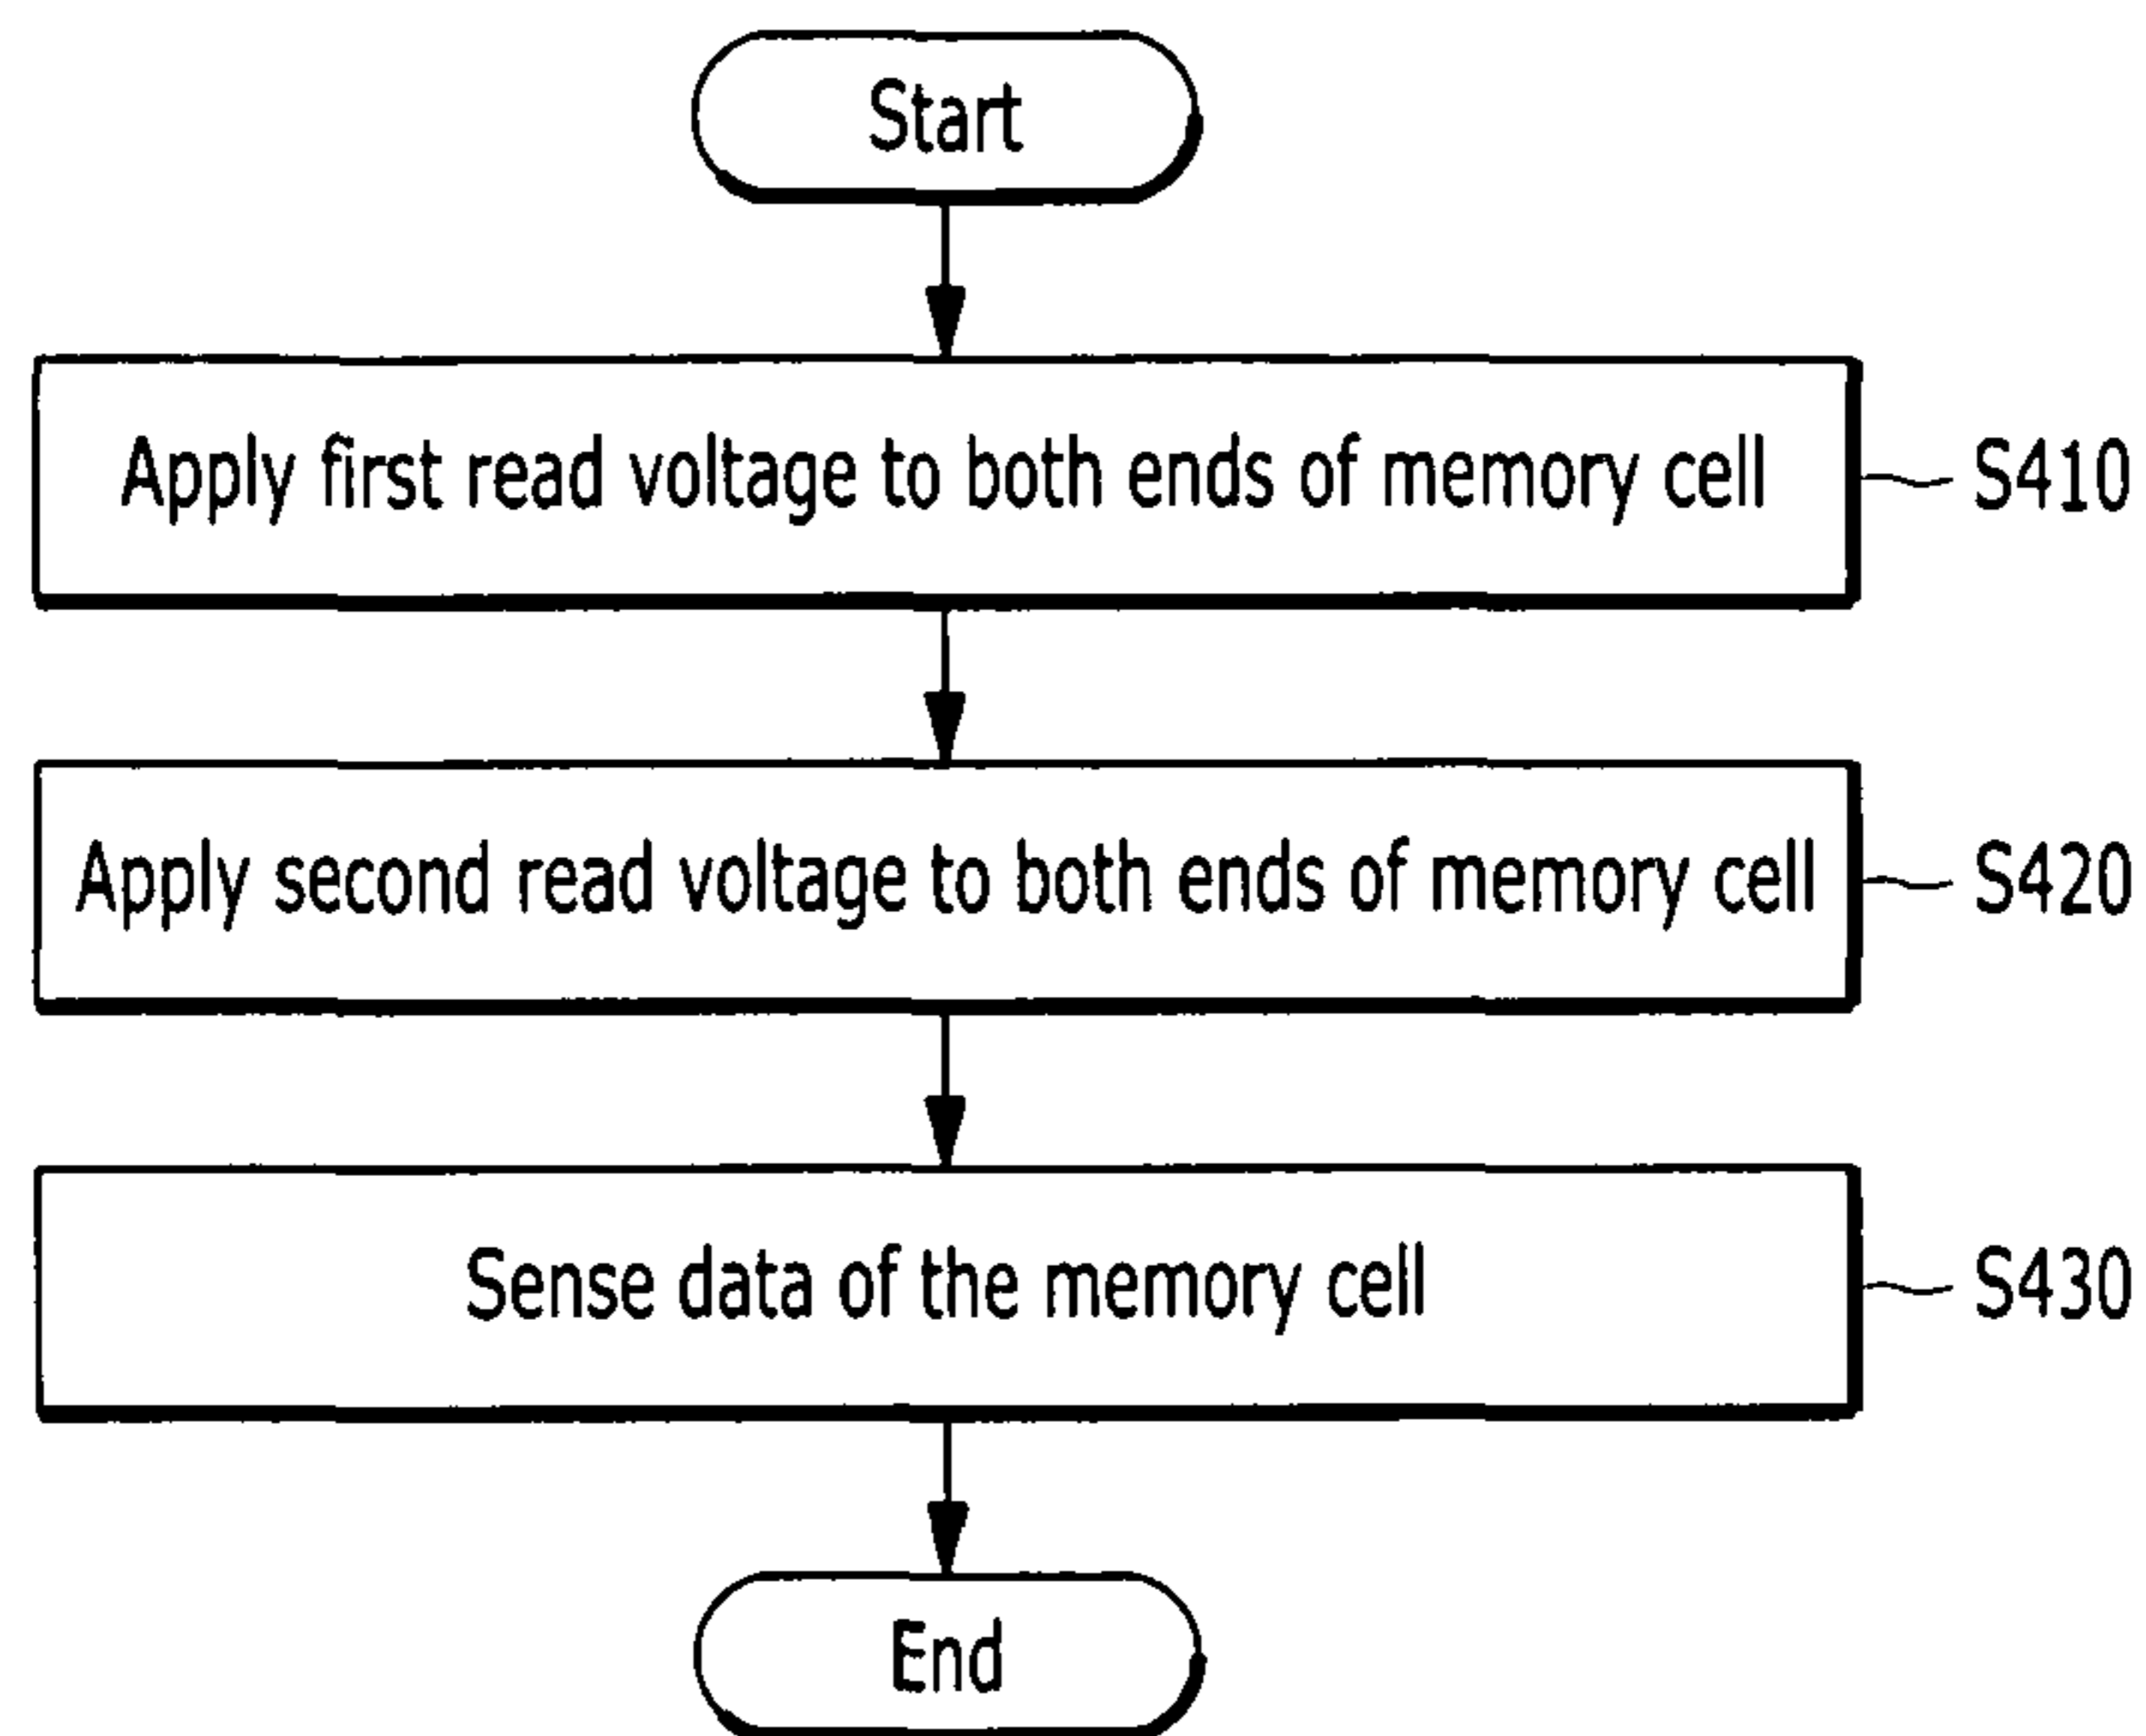 Start
Apply first read voltage to both ends of memory cell
S410
Apply second read voltage to both ends of memory cell
S420
Sense data of the memory cell
S430
End